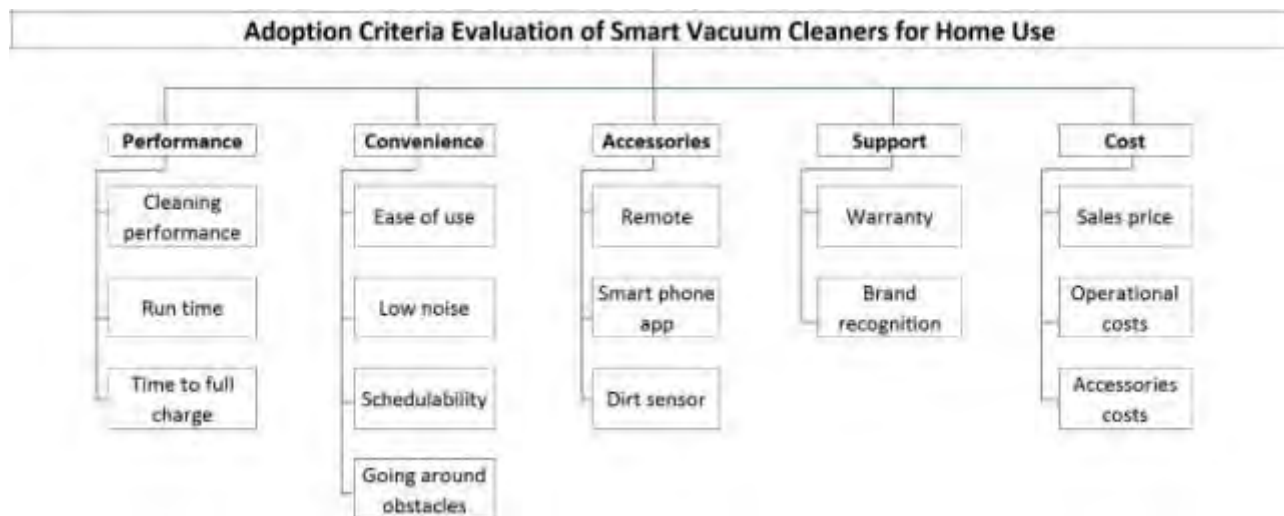 Adoption Criteria Evaluation of Smart Vacuum Cleaners for Home Use
Performance
Cleaning
performance
Run time
Time to full
charge
Convenience
Ease of use
Low noise
Schedulability
Going around
obstacles
Accessories
Remote
Smart phone
app
Dirt sensor
Support
Warranty
Brand
recognition
Cost
Sales price
Operational
costs
Accessories
costs